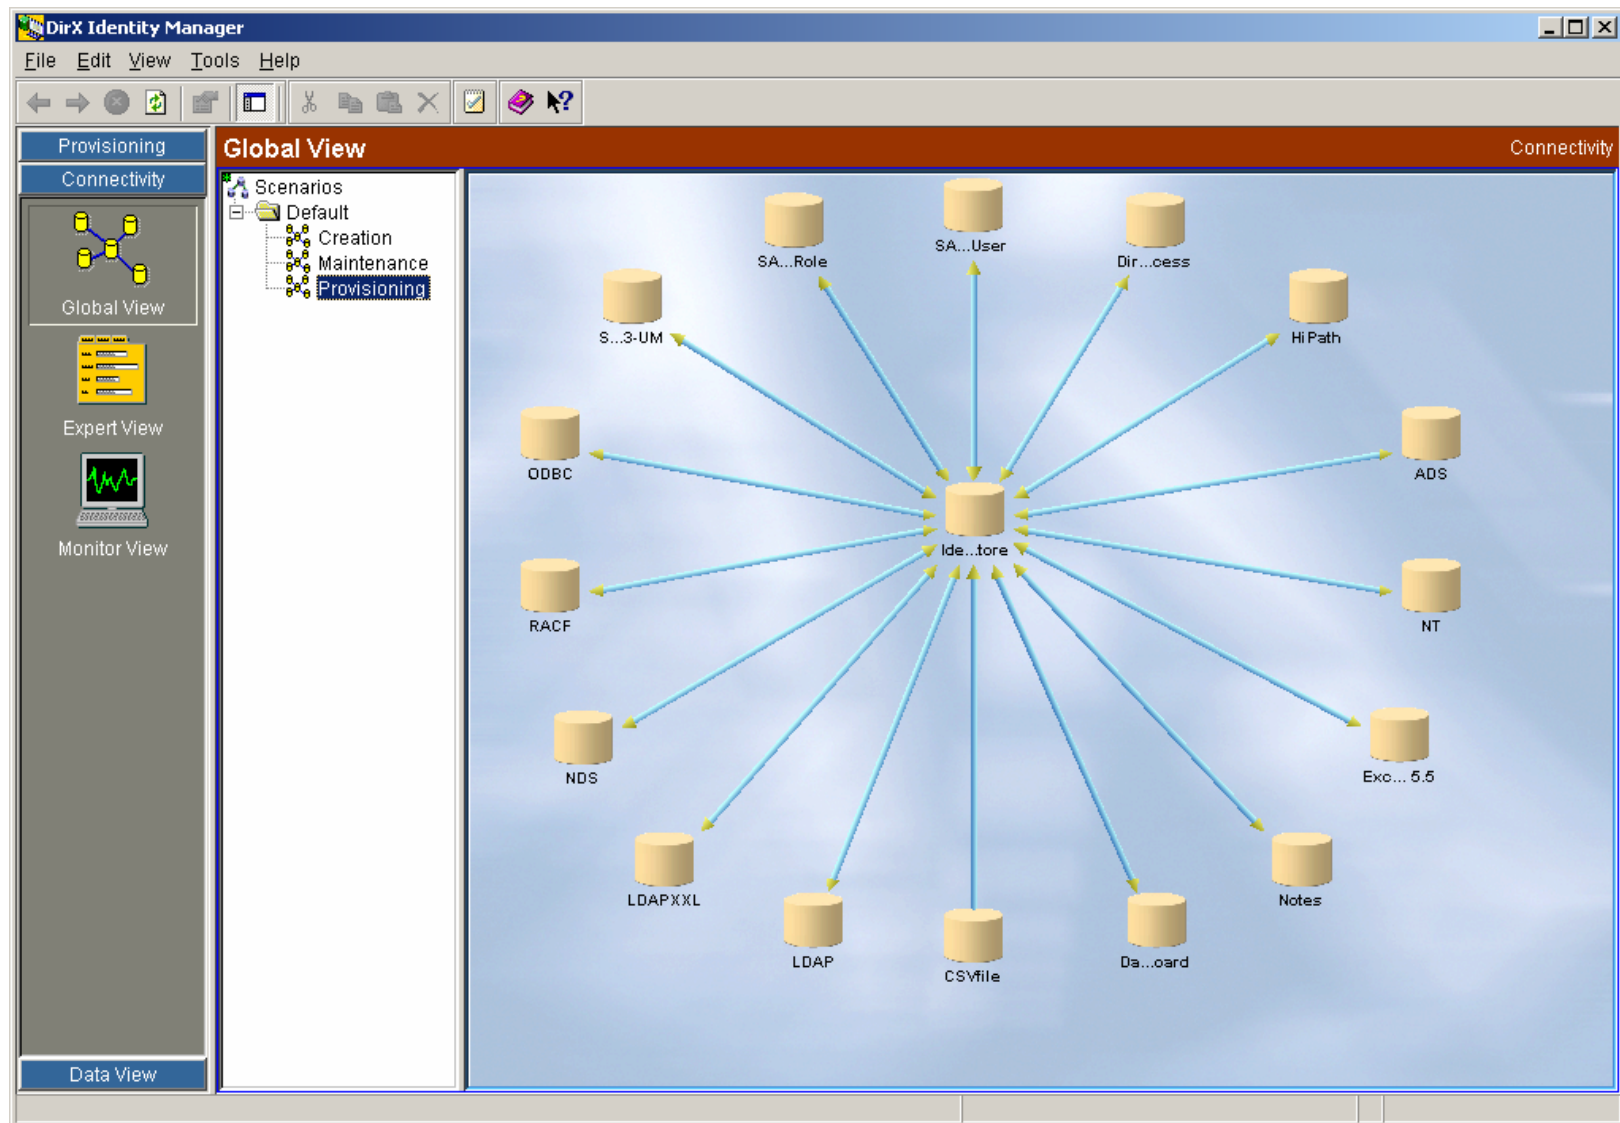 DirX Identity Manager
File Edit View Tools Help
Provisioning
Connectivity
Global View
Expert View
Monitor View
Data View
Global View
Connectivity
Scenarios
Default
Creation
Maintenance
Provisioning
SA...User
SA...Role
Dir...cess
S...3-UM
HiPath
ODBC
ADS
Ide...tore
RACF
NT
NDS
Exc... 5.5
LDAPXXL
Notes
LDAP
CSVfile
Da...oard